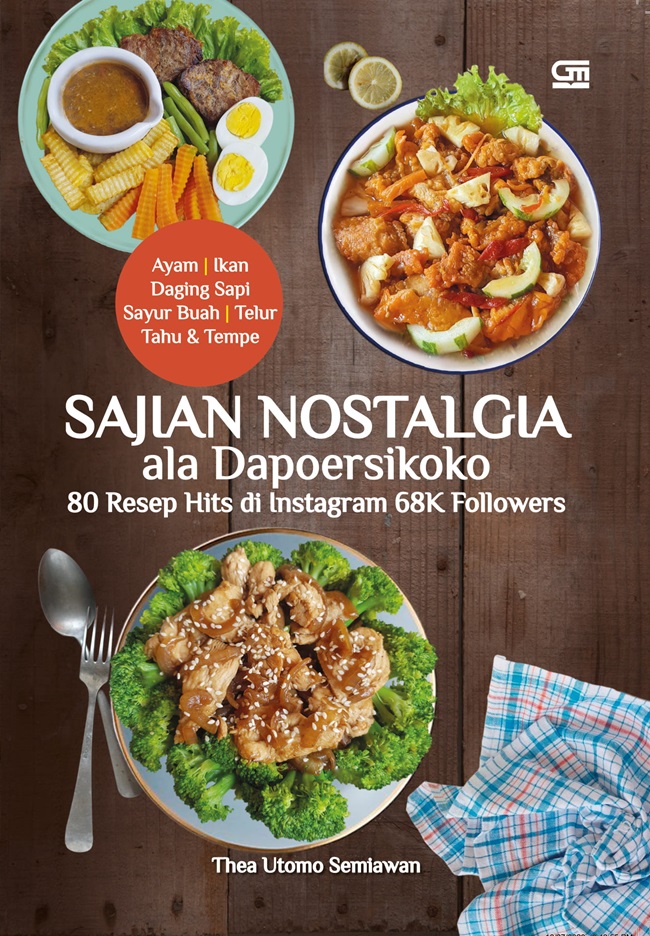 GM
Ayam | Ikan
Daging Sapi
Sayur Buah | Telur
Tahu & Tempe
SAJIAN NOSTALGIA
ala Dapoersikoko
80 Resep Hits di Instagram 68K Followers
Thea Utomo Semiawan